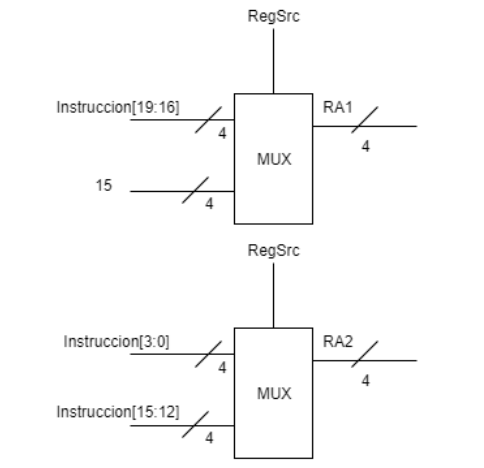 RegSrc
Instruccion[19:16]
4
RA1
4
MUX
15
4
RegSrc
Instruccion[3:0]
4
RA2
4
MUX
Instruccion[15:12]
4